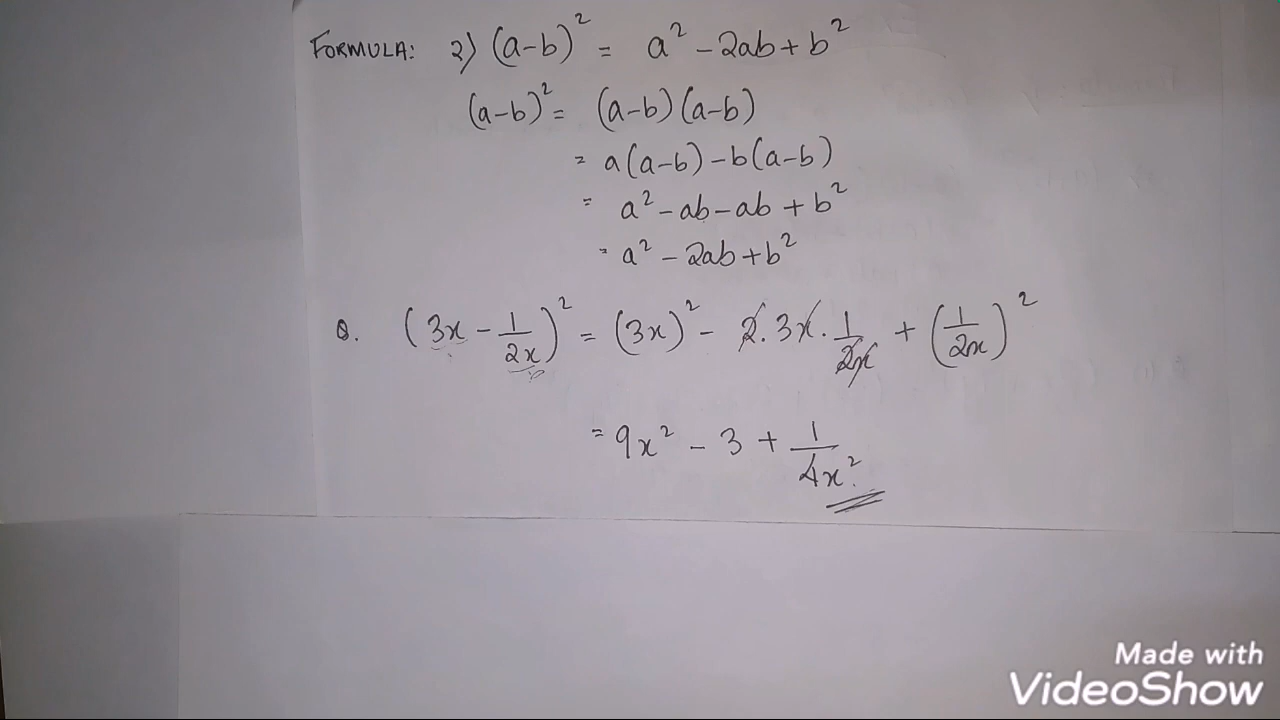 FORMULA: 2) (a-b)² = a² - 2ab + b²
(a-b)² = (a-b)(a-b)
= a(a-b) - b(a-b)
= a² - ab - ab + b²
= a² - 2ab + b²
Q. (3x - 1/2x)² = (3x)² - 2.3x.1/2x + (1/2x)²
= 9x² - 3 + 1/4x²
Made with
VideoShow